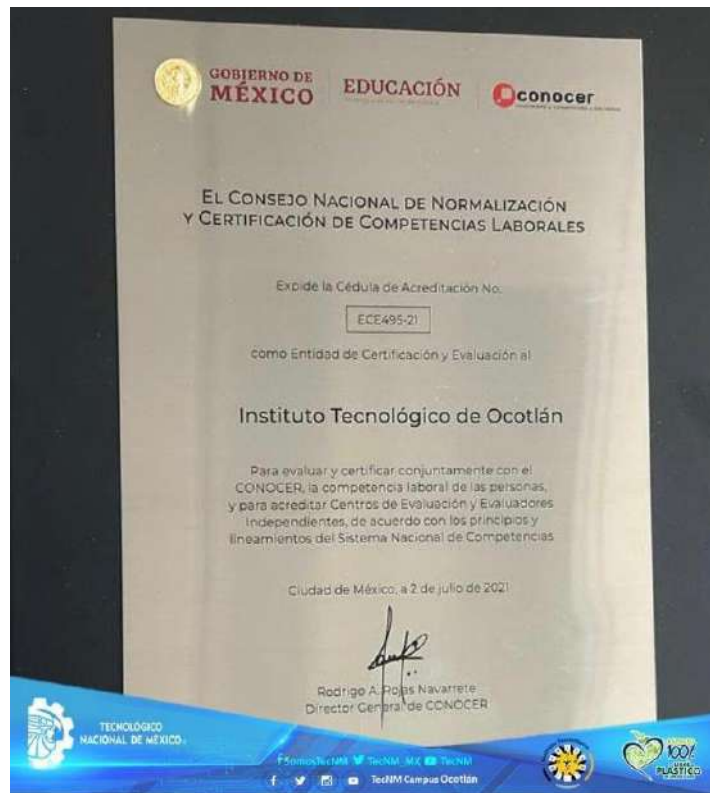 GOBIERNO DE
MÉXICO
EDUCACIÓN
conocer
EL CONSEJO NACIONAL DE NORMALIZACIÓN
Y CERTIFICACIÓN DE COMPETENCIAS LABORALES
Expide la Cédula de Acreditación No.
ECE495-21
como Entidad de Certificación y Evaluación al
Instituto Tecnológico de Ocotlán
Para evaluar y certificar conjuntamente con el
CONOCER, la competencia laboral de las personas,
y para acreditar Centros de Evaluación y Evaluadores
Independientes, de acuerdo con los principios y
lineamientos del Sistema Nacional de Competencias
Ciudad de México, a 2 de julio de 2021
Rodrigo A. Rojas Navarrete
Director General de CONOCER
TECNOLÓGICO
NACIONAL DE MÉXICO
#SomosTecNM TecNM_MX TecNM
TecNM Campus Ocotlán
100%
LIBRE
PLÁSTICO